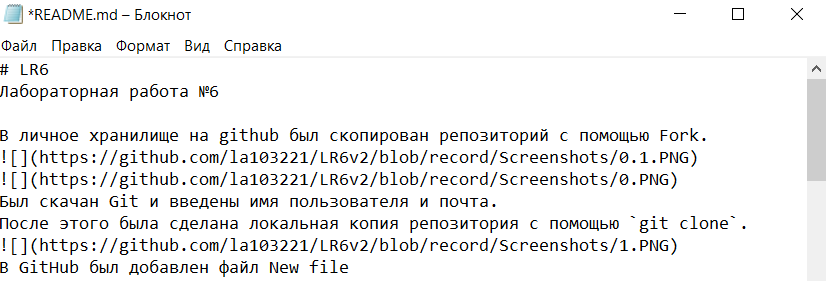 *README.md – Блокнот
Файл Правка Формат Вид Справка
# LR6
Лабораторная работа №6
В личное хранилище на github был скопирован репозиторий с помощью Fork.
![](https://github.com/la103221/LR6v2/blob/record/Screenshots/0.1.PNG)
![](https://github.com/la103221/LR6v2/blob/record/Screenshots/0.PNG)
Был скачан Git и введены имя пользователя и почта.
После этого была сделана локальная копия репозитория с помощью `git clone`.
![](https://github.com/la103221/LR6v2/blob/record/Screenshots/1.PNG)
В GitHub был добавлен файл New file